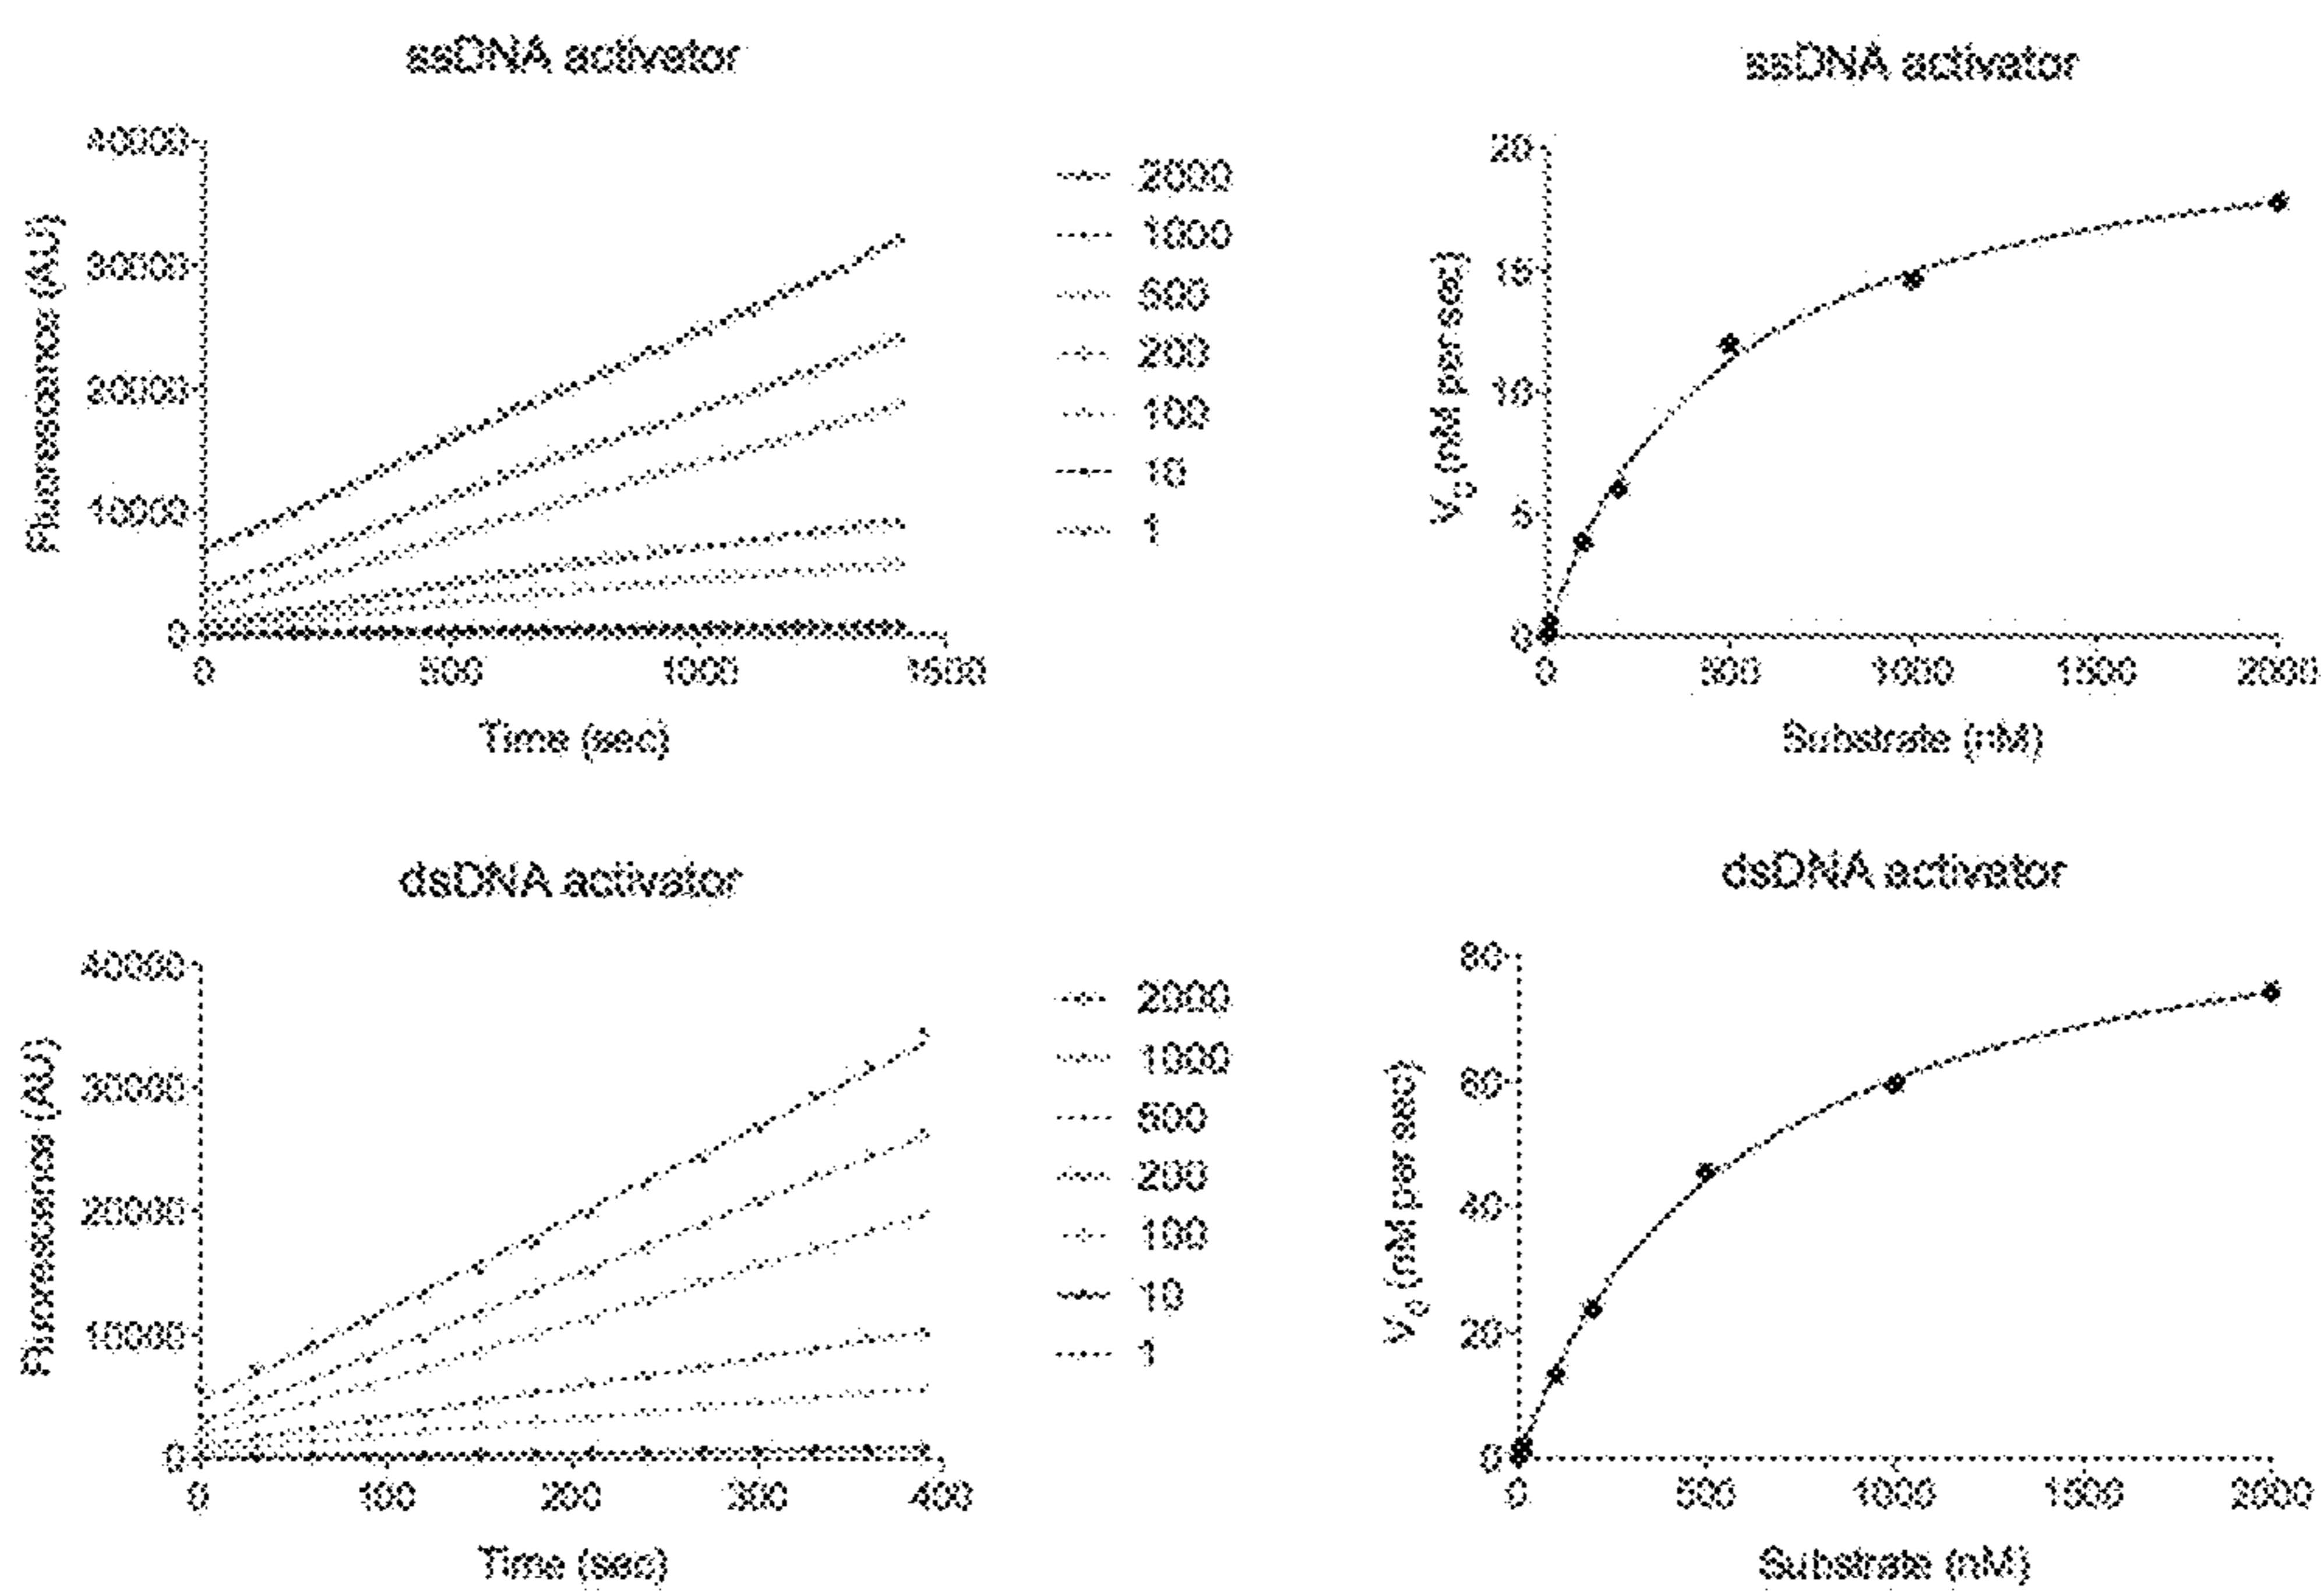 ssDNA activator
40000
30000
20000
10000
0
Fluorescence (AU)
0 500 1000 1500
Time (sec)
2000
1000
500
200
100
10
1
ssDNA activator
20
15
10
5
0
V0 (nM per sec)
0 500 1000 1500 2000
Substrate (nM)
dsDNA activator
40000
30000
20000
10000
0
Fluorescence (AU)
0 100 200 300 400
Time (sec)
2000
1000
500
200
100
10
1
dsDNA activator
80
60
40
20
0
V0 (nM per sec)
0 500 1000 1500 2000
Substrate (nM)